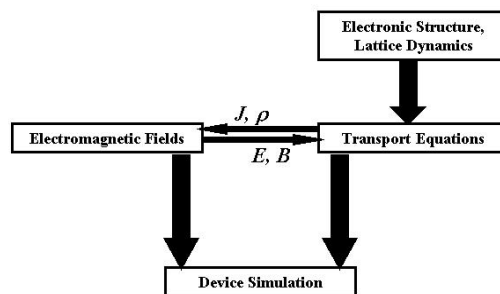 Electronic Structure,
Lattice Dynamics
J, ρ
Electromagnetic Fields
Transport Equations
E, B
Device Simulation